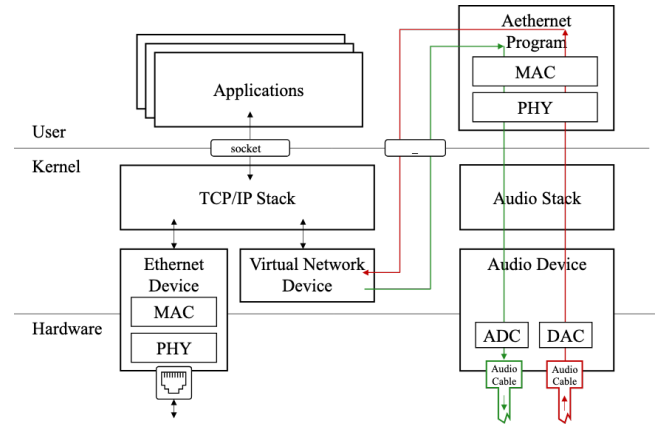 Aethernet
Program
MAC
PHY
Applications
User
socket
_
Kernel
TCP/IP Stack
Audio Stack
Ethernet
Device
MAC
PHY
Virtual Network
Device
Audio Device
Hardware
ADC
DAC
Audio
Cable
Audio
Cable